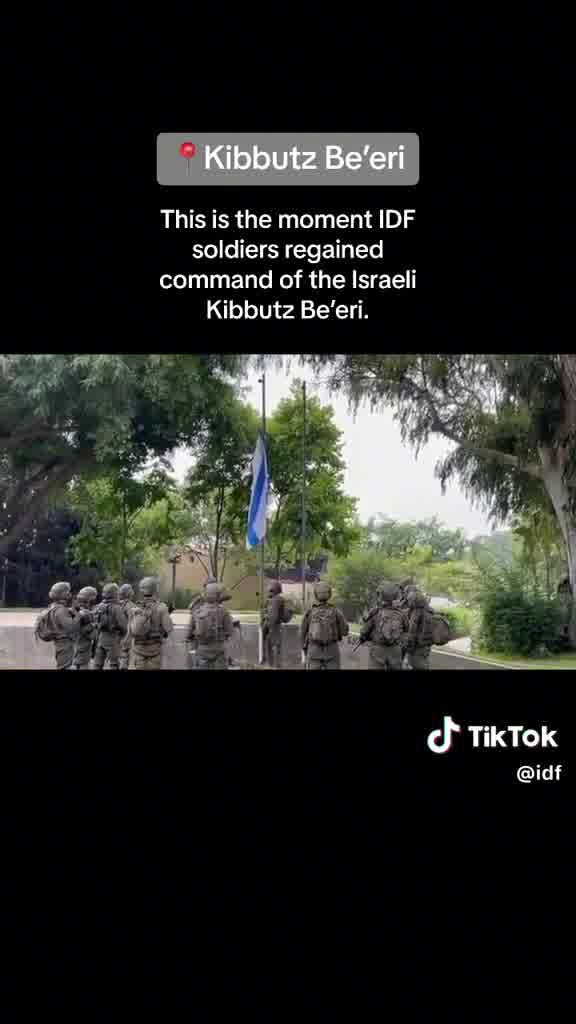 📍Kibbutz Be’eri
This is the moment IDF
soldiers regained
command of the Israeli
Kibbutz Be’eri.
TikTok
@idf